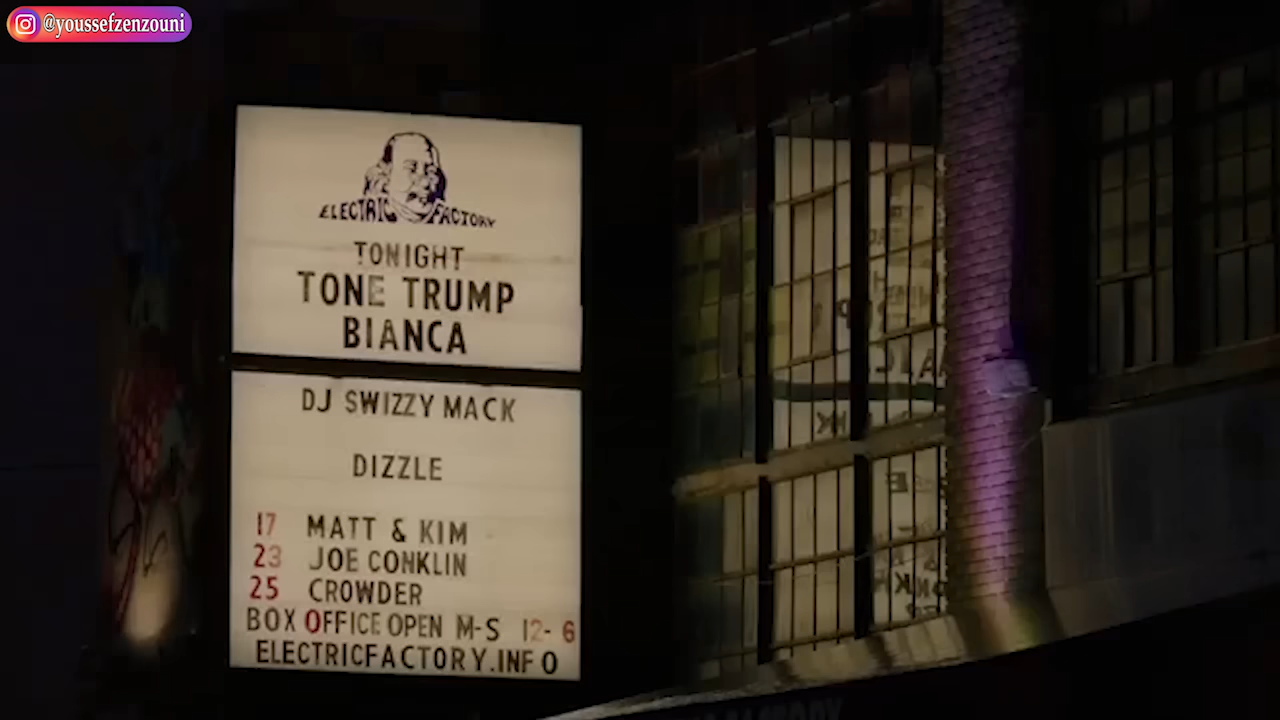 @youssefzenzouni
ELECTRIC FACTORY
TONIGHT
TONE TRUMP
BIANCA
DJ SWIZZY MACK
DIZZLE
17 MATT & KIM
23 JOE CONKLIN
25 CROWDER
BOX OFFICE OPEN M-S 12-6
ELECTRICFACTORY.INFO